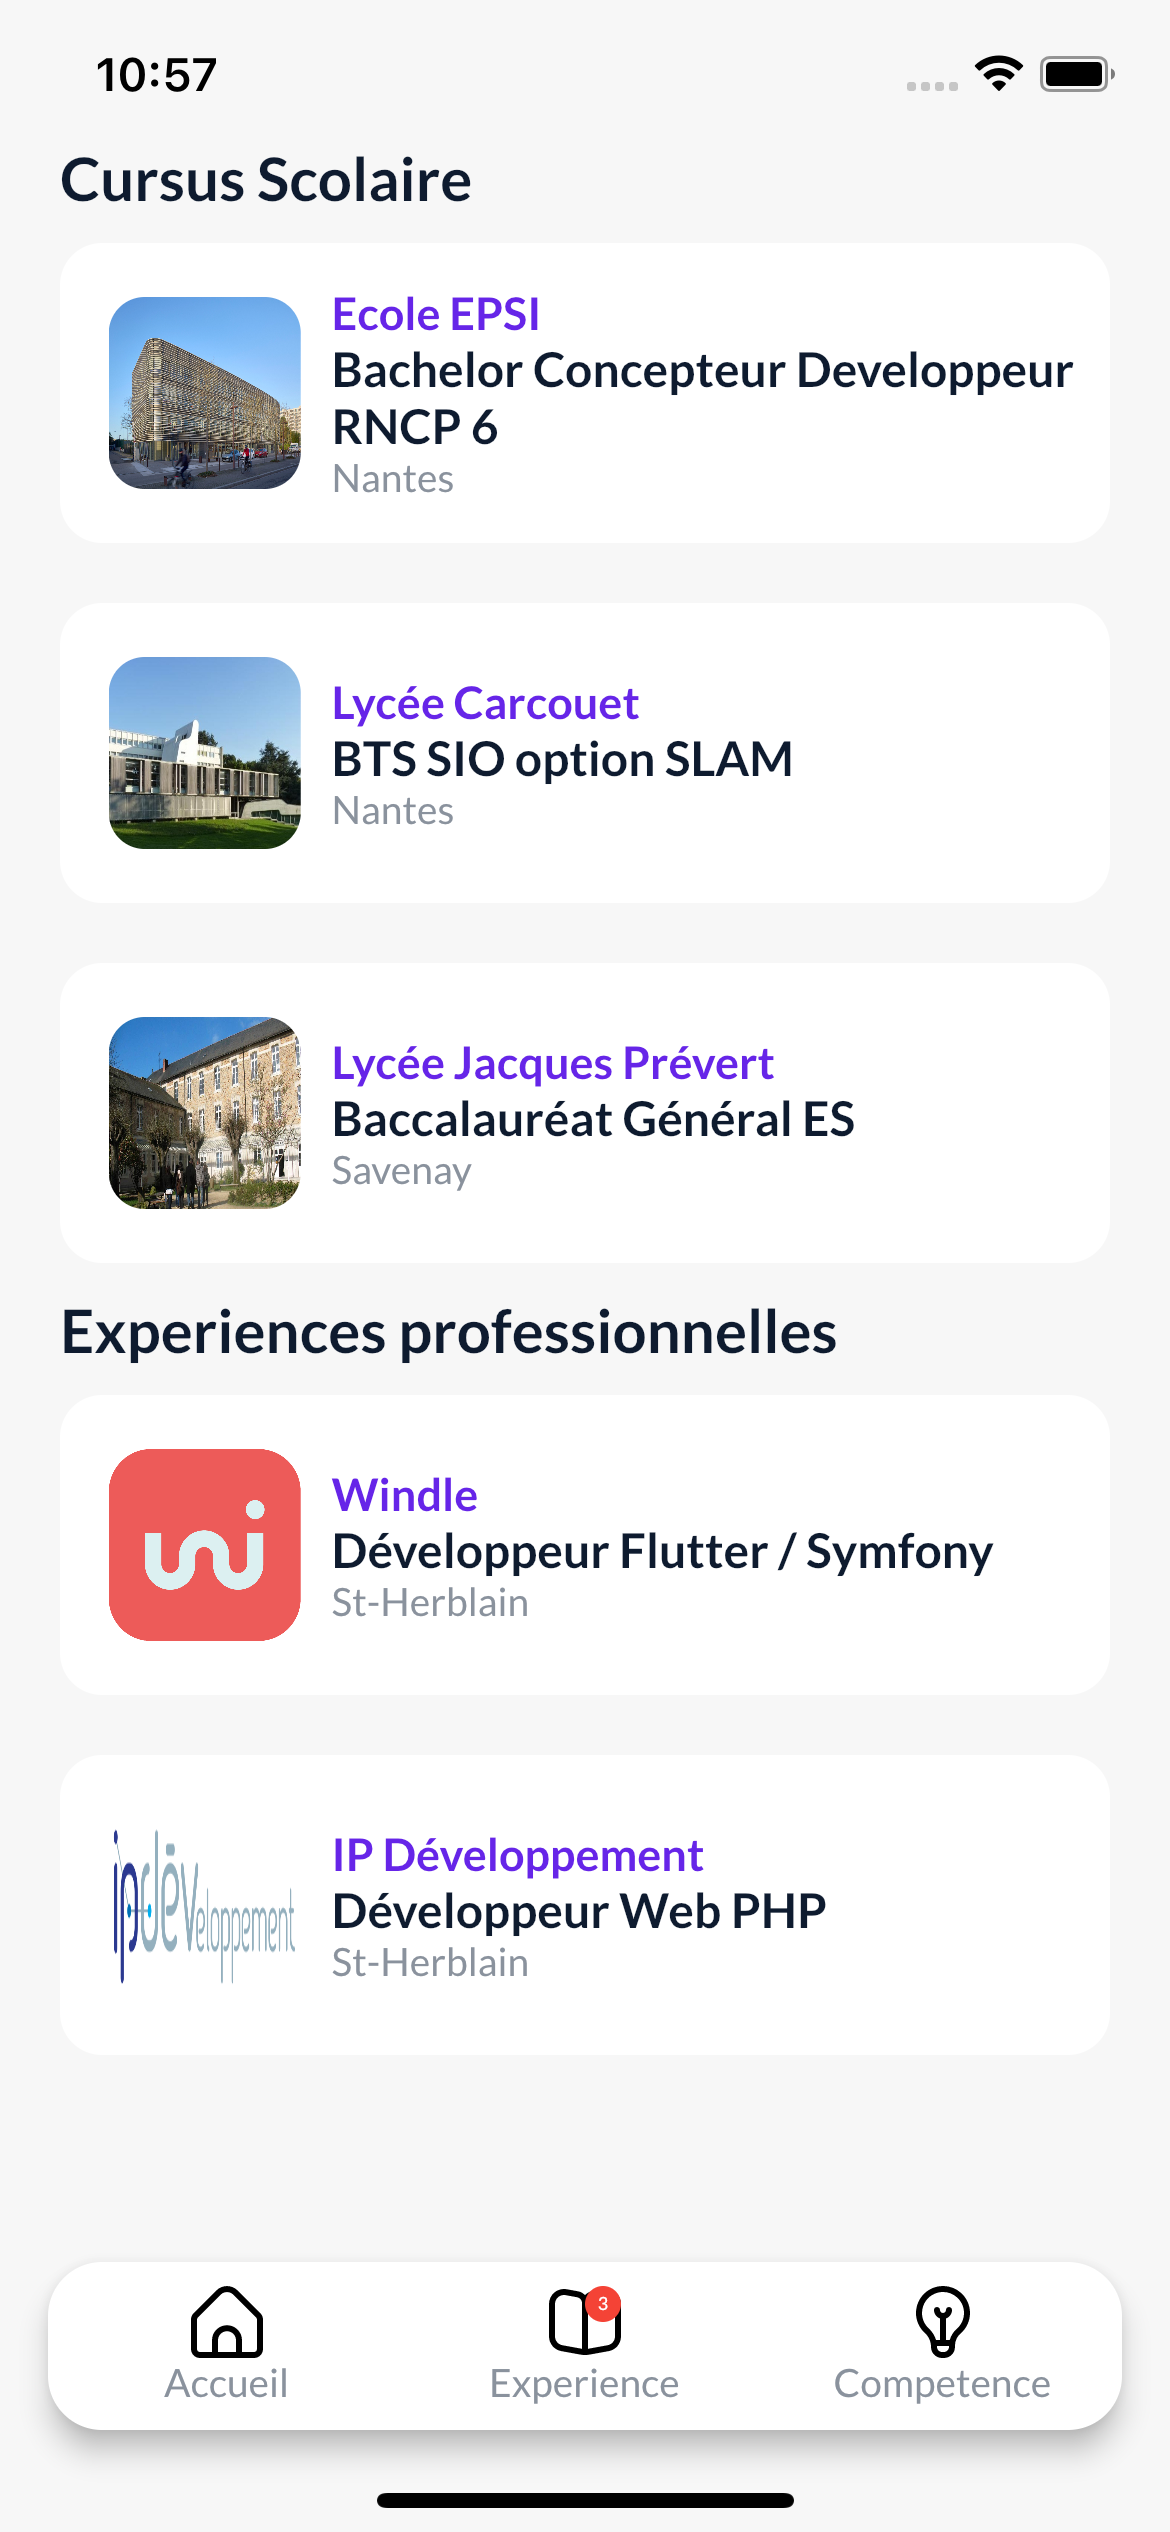 10:57
Cursus Scolaire
Ecole EPSI
Bachelor Concepteur Developpeur
RNCP 6
Nantes
Lycée Carcouet
BTS SIO option SLAM
Nantes
Lycée Jacques Prévert
Baccalauréat Général ES
Savenay
Experiences professionnelles
Windle
Développeur Flutter / Symfony
St-Herblain
ipdēveloppement
IP Développement
Développeur Web PHP
St-Herblain
3
Accueil
Experience
Competence